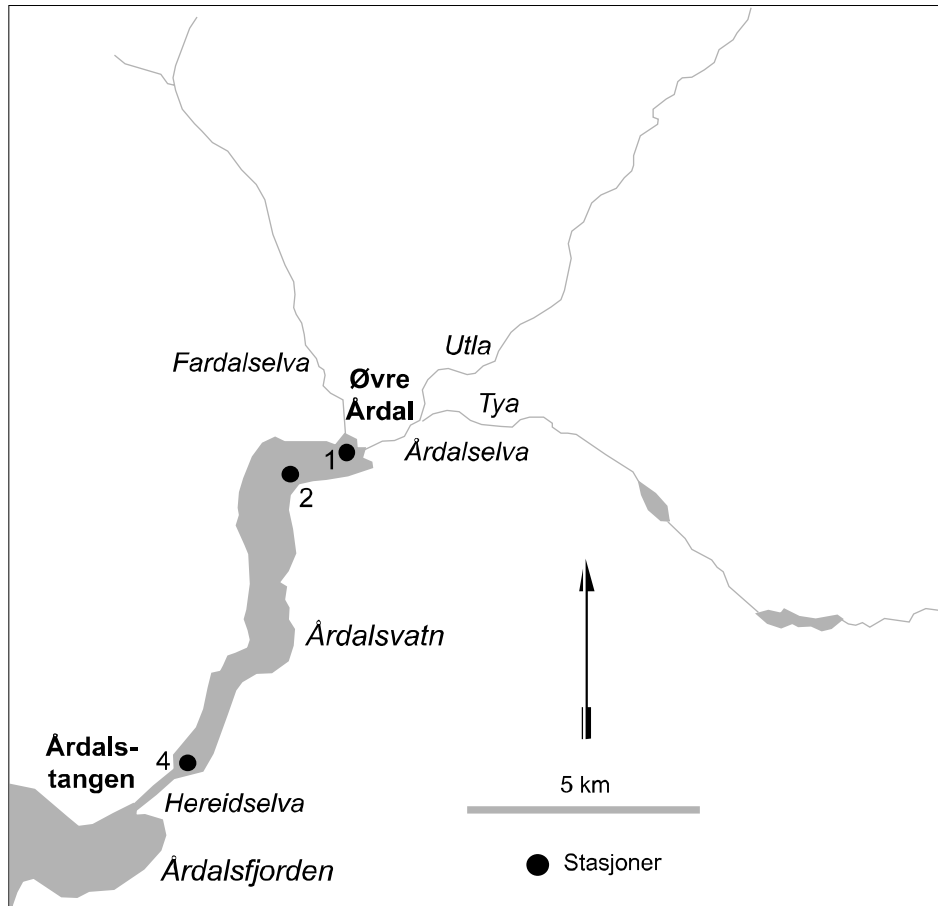 Utla
Fardalselva
Øvre
Årdal
Tya
Årdalselva
1
2
Årdalsvatn
Årdals-
tangen
4
5 km
Hereidselva
Årdalsfjorden
Stasjoner